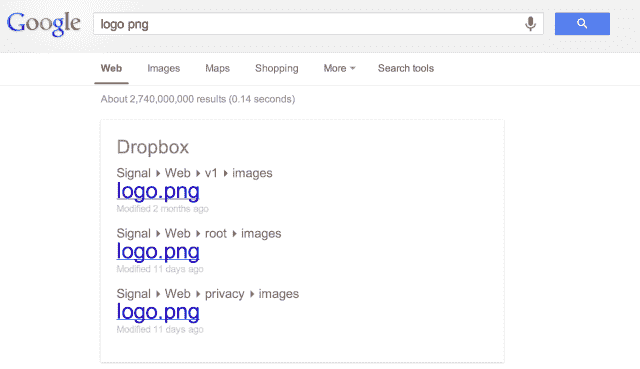 Google logo png
Web Images Maps Shopping More Search tools
About 2,740,000,000 results (0.14 seconds)
Dropbox
Signal Web v1 images
logo.png
Modified 2 months ago
Signal Web root images
logo.png
Modified 11 days ago
Signal Web privacy images
logo.png
Modified 11 days ago